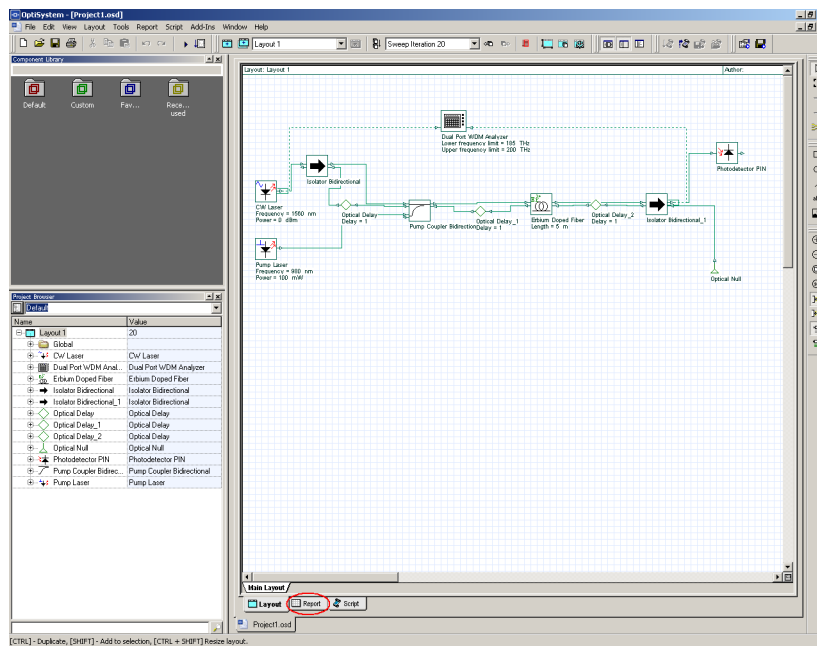 OptiSystem - [Project1.osd]
File Edit View Layout Tools Report Script Add-Ins Window Help
Layout 1
Sweep Iteration 20
Component Library
Default
Custom
Fav...
Rece... used
Layout: Layout 1
Author:
Dual Port WDM Analyzer
Lower frequency limit = 185 THz
Upper frequency limit = 200 THz
Photodetector PIN
Isolator Bidirectional
CW Laser
Frequency = 1550 nm
Power = 0 dBm
Optical Delay
Delay = 1
Pump Coupler Bidirection
Optical Delay_1
Delay = 1
Erbium Doped Fiber
Length = 5 m
Optical Delay_2
Delay = 1
Isolator Bidirectional_1
Pump Laser
Frequency = 980 nm
Power = 100 mW
Optical Null
Project Browser
Default
Name Value
Layout 1 20
Global
CW Laser CW Laser
Dual Port WDM Anal... Dual Port WDM Analyzer
Erbium Doped Fiber Erbium Doped Fiber
Isolator Bidirectional Isolator Bidirectional
Isolator Bidirectional_1 Isolator Bidirectional
Optical Delay Optical Delay
Optical Delay_1 Optical Delay
Optical Delay_2 Optical Delay
Optical Null Optical Null
Photodetector PIN Photodetector PIN
Pump Coupler Bidirec... Pump Coupler Bidirectional
Pump Laser Pump Laser
Main Layout
Layout Report Script
Project1.osd
[CTRL] - Duplicate, [SHIFT] - Add to selection, [CTRL + SHIFT] Resize layout.